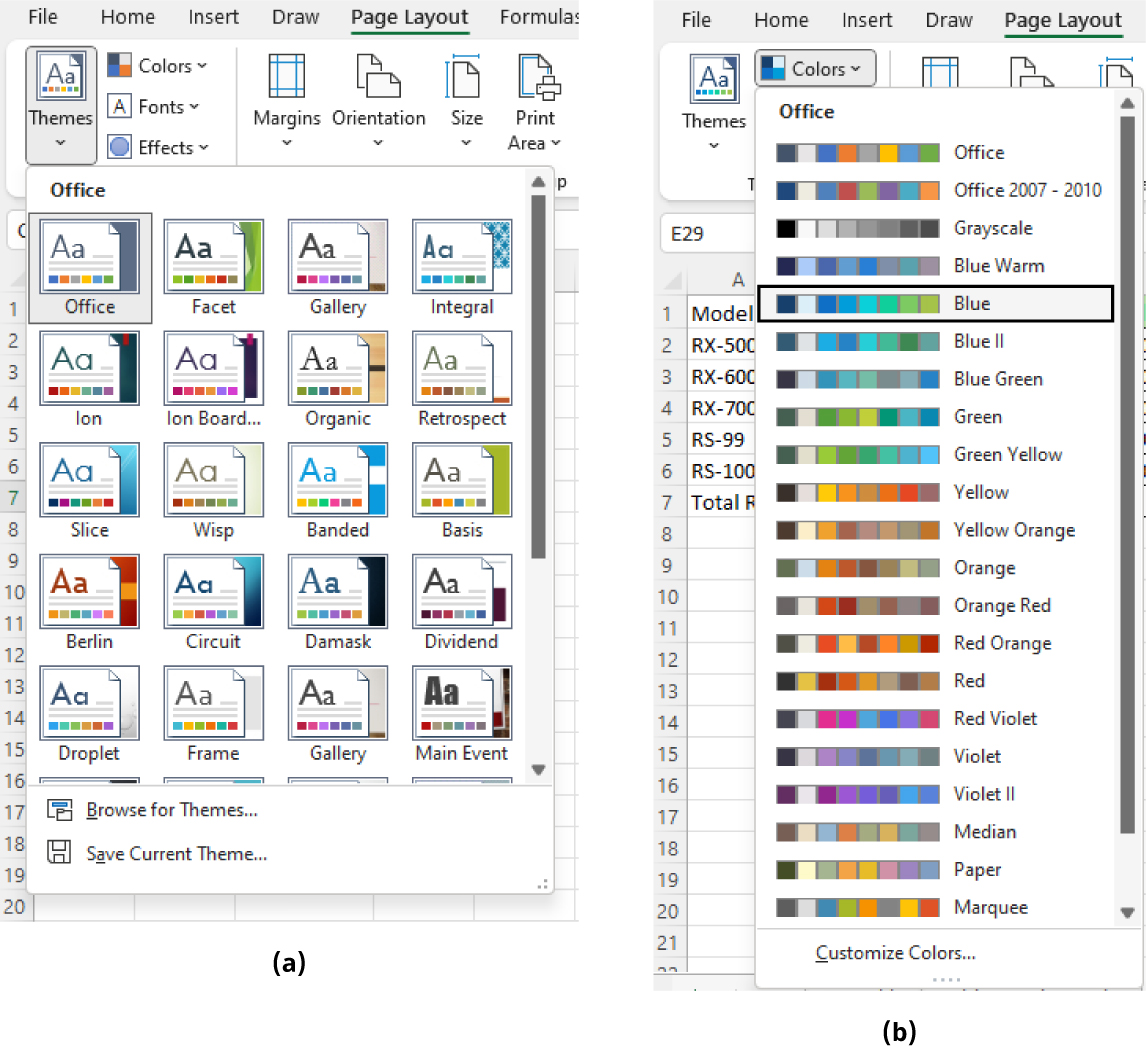 File Home Insert Draw Page Layout Formulas
Aa Colors
Themes
A Fonts
Effects
Margins Orientation Size Print Area
Office
Aa Aa Aa Aa
Office Facet Gallery Integral
Aa Aa Aa Aa
Ion Ion Board... Organic Retrospect
Aa Aa Aa Aa
Slice Wisp Banded Basis
Aa Aa Aa Aa
Berlin Circuit Damask Dividend
Aa Aa Aa Aa
Droplet Frame Gallery Main Event
Browse for Themes...
Save Current Theme...
1
2
3
4
5
6
7
8
9
10
11
12
13
14
15
16
17
18
19
20
(a)
File Home Insert Draw Page Layout
Aa Colors
Themes
E29
A
1 Model
2 RX-500
3 RX-600
4 RX-700
5 RS-99
6 RS-100
7 Total R
8
9
10
11
12
13
14
15
16
17
18
19
20
21
22
Office
Office
Office 2007 - 2010
Grayscale
Blue Warm
Blue
Blue II
Blue Green
Green
Green Yellow
Yellow
Yellow Orange
Orange
Orange Red
Red Orange
Red
Red Violet
Violet
Violet II
Median
Paper
Marquee
Customize Colors...
(b)